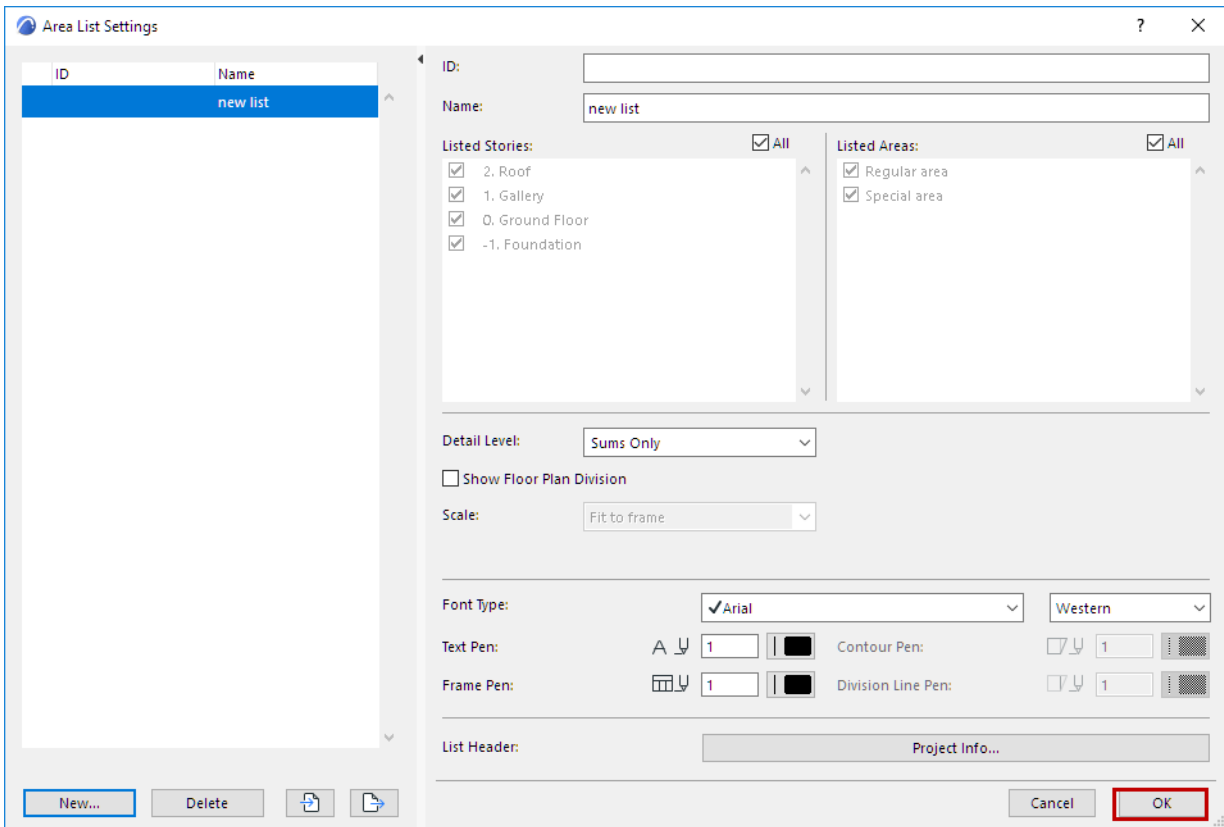 Area List Settings
?
ID Name
new list
ID:
Name: new list
Listed Stories: All
2. Roof
1. Gallery
0. Ground Floor
-1. Foundation
Listed Areas: All
Regular area
Special area
Detail Level: Sums Only
Show Floor Plan Division
Scale: Fit to frame
Font Type: Arial Western
Text Pen: A 1 Contour Pen: 1
Frame Pen: 1 Division Line Pen: 1
List Header: Project Info...
New... Delete Cancel OK